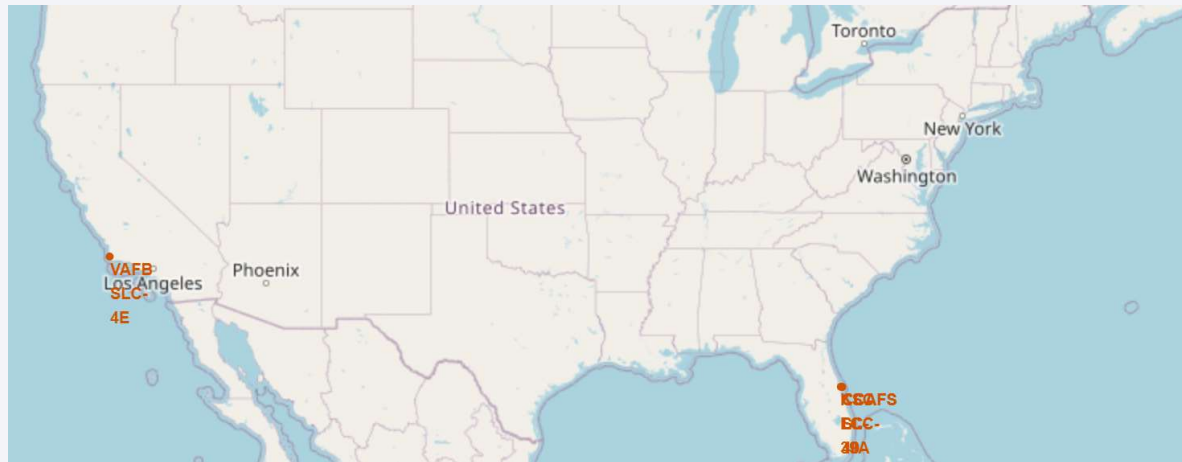 Toronto
New York
Washington
United States
VAFB
SLC-
4E
Los Angeles
Phoenix